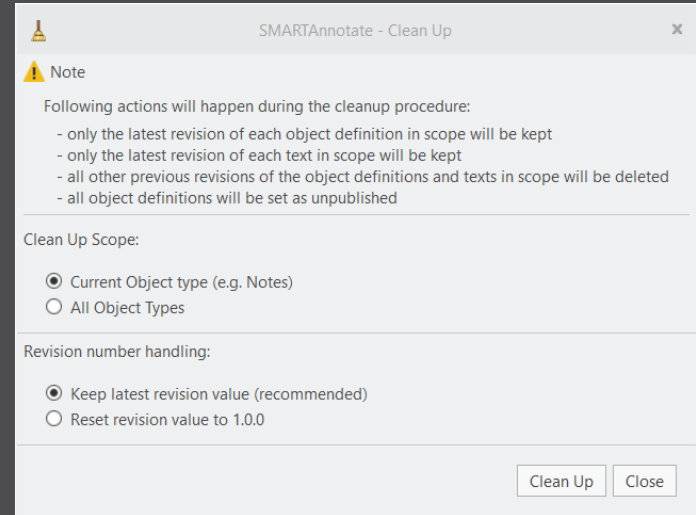 SMARTAnnotate - Clean Up
Note
Following actions will happen during the cleanup procedure:
- only the latest revision of each object definition in scope will be kept
- only the latest revision of each text in scope will be kept
- all other previous revisions of the object definitions and texts in scope will be deleted
- all object definitions will be set as unpublished
Clean Up Scope:
Current Object type (e.g. Notes)
All Object Types
Revision number handling:
Keep latest revision value (recommended)
Reset revision value to 1.0.0
Clean Up Close